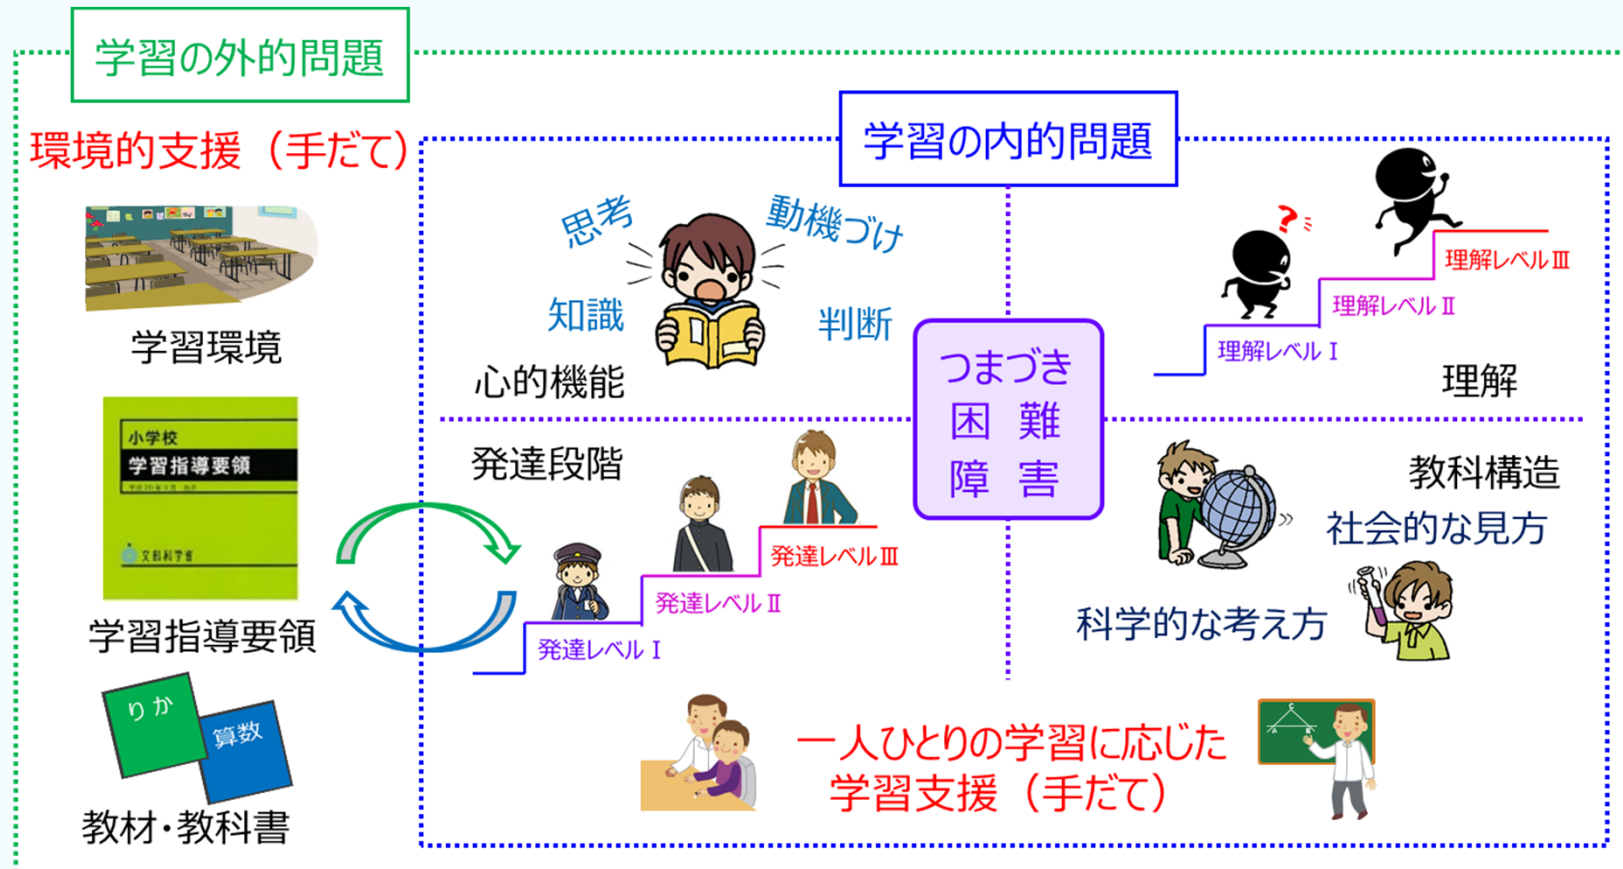 学習の外的問題
環境的支援（手だて）
学習環境
小学校
学習指導要領
文部科学省
学習指導要領
りか
算数
教材・教科書
学習の内的問題
思考
動機づけ
知識
判断
心的機能
?
理解レベルⅢ
理解レベルⅡ
理解レベルⅠ
理解
つまづき
困 難
障 害
発達段階
発達レベルⅢ
発達レベルⅡ
発達レベルⅠ
教科構造
社会的な見方
科学的な考え方
一人ひとりの学習に応じた
学習支援（手だて）
C
A